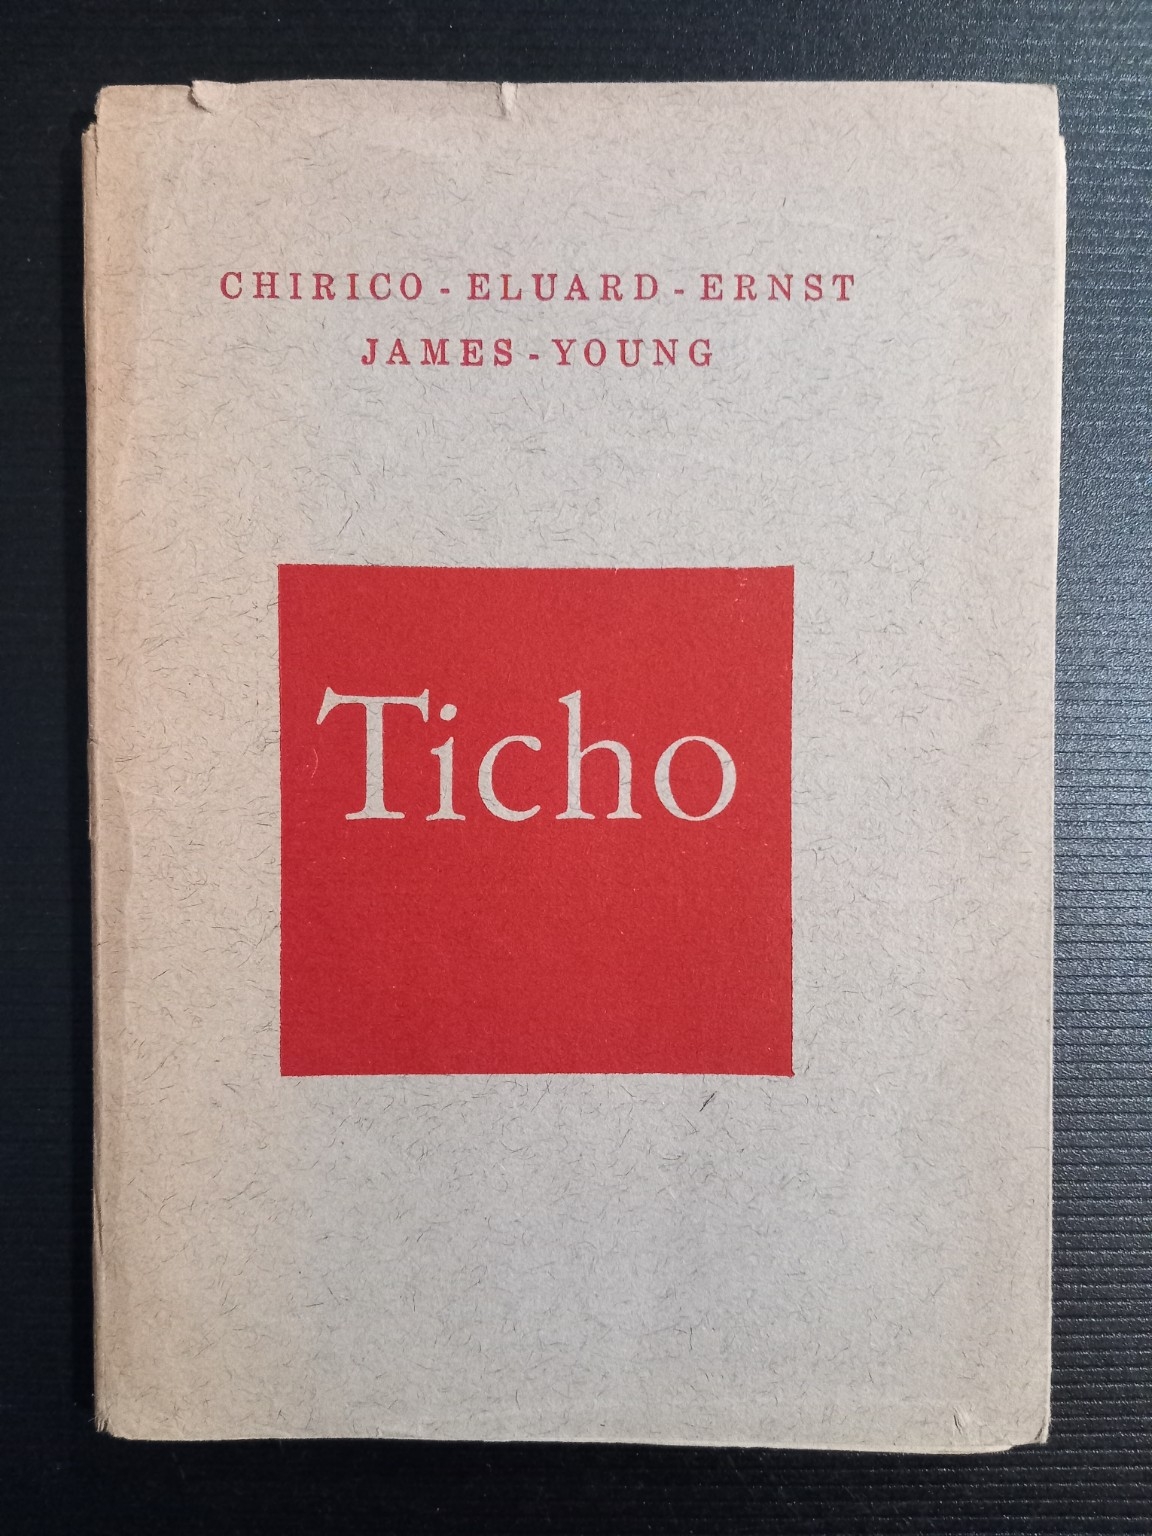 CHIRICO - ELUARD - ERNST
JAMES - YOUNG
Ticho